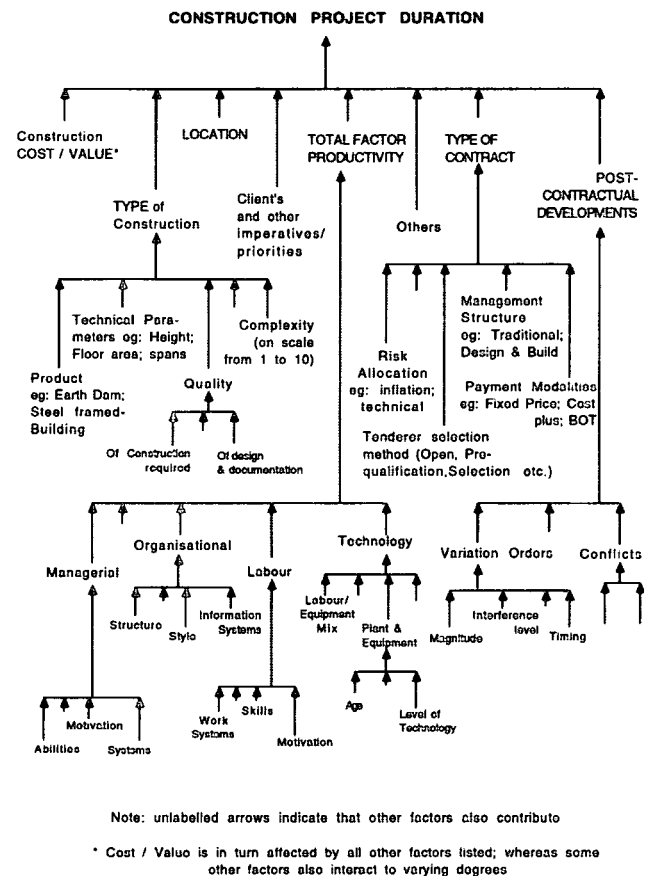 CONSTRUCTION PROJECT DURATION
Construction
COST / VALUE*
LOCATION
TOTAL FACTOR
PRODUCTIVITY
TYPE OF
CONTRACT
POST-
CONTRACTUAL
DEVELOPMENTS
TYPE of
Construction
Client's
and other
imperatives/
priorities
Others
Technical Para-
meters eg: Height;
Floor area; spans
Complexity
(on scale
from 1 to 10)
Product
eg: Earth Dam;
Steel framed-
Building
Quality
Of Construction
required
Of design
& documentation
Risk
Allocation
eg: inflation;
technical
Management
Structure
eg: Traditional;
Design & Build
Payment Modalities
eg: Fixed Price; Cost
plus; BOT
Tenderer selection
method (Open, Pre-
qualification,Selection etc.)
Managerial
Organisational
Labour
Technology
Variation Orders
Conflicts
Structure
Style
Information
Systems
Labour/
Equipment
Mix
Plant &
Equipment
Magnitude
Interference
level
Timing
Abilities
Motivation
Systems
Work
Systems
Skills
Motivation
Age
Level of
Technology
Note: unlabelled arrows indicate that other factors also contribute
* Cost / Value is in turn affected by all other factors listed; whereas some
other factors also interact to varying degrees